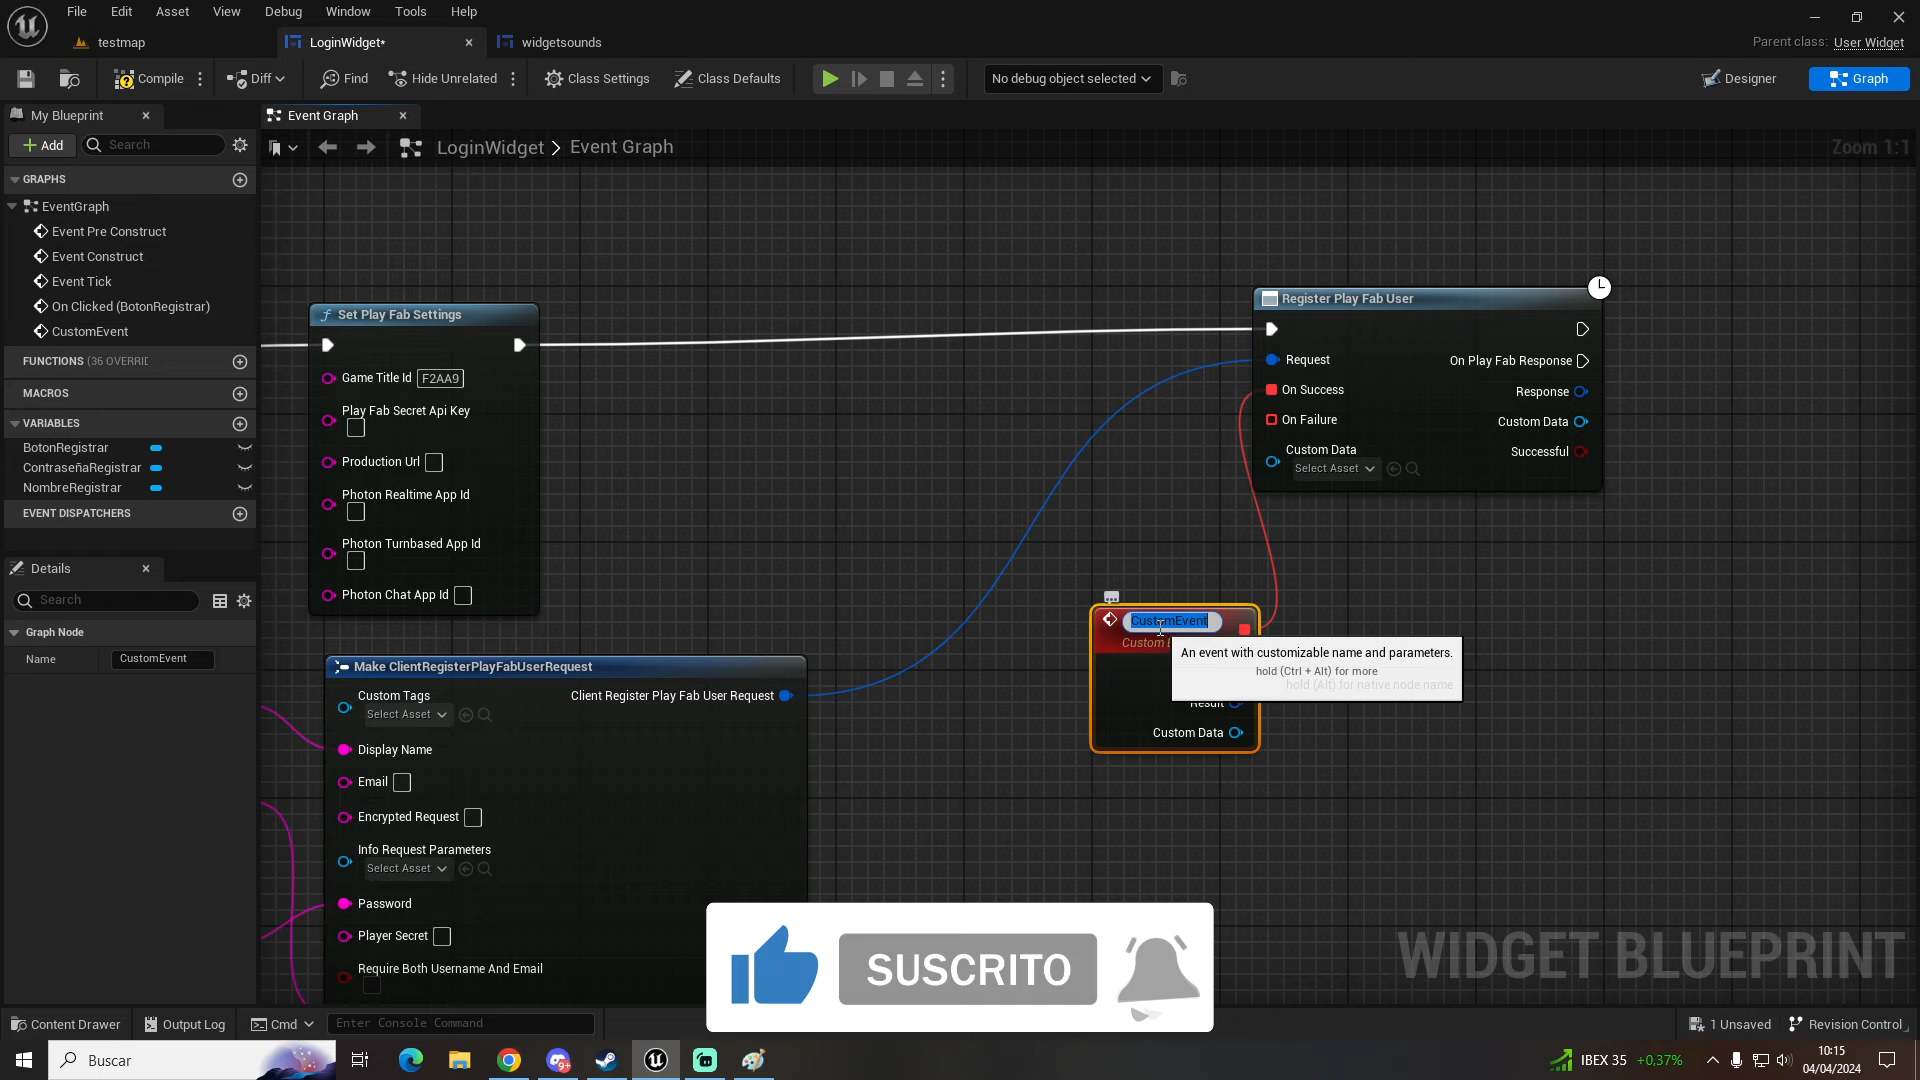 File Edit Asset View Debug Window Tools Help
testmap LoginWidget* widgetsounds
Parent class: User Widget
Compile Diff Find Hide Unrelated Class Settings Class Defaults No debug object selected Designer Graph
My Blueprint
Event Graph
Add Search
LoginWidget > Event Graph Zoom 1:1
GRAPHS
EventGraph
Event Pre Construct
Event Construct
Event Tick
On Clicked (BotonRegistrar)
CustomEvent
FUNCTIONS (36 OVERRID
MACROS
VARIABLES
BotonRegistrar
ContraseñaRegistrar
NombreRegistrar
EVENT DISPATCHERS
Details
Search
Graph Node
Name CustomEvent
Set Play Fab Settings
Game Title Id F2AA9
Play Fab Secret Api Key
Production Url
Photon Realtime App Id
Photon Turnbased App Id
Photon Chat App Id
Make ClientRegisterPlayFabUserRequest
Custom Tags Client Register Play Fab User Request
Select Asset
Display Name
Email
Encrypted Request
Info Request Parameters
Select Asset
Password
Player Secret
Require Both Username And Email
Register Play Fab User
Request On Play Fab Response
On Success Response
On Failure Custom Data
Custom Data Successful
Select Asset
CustomEvent
Custom E
Result
Custom Data
An event with customizable name and parameters.
hold (Ctrl + Alt) for more
hold (Alt) for native node name
SUSCRITO
WIDGET BLUEPRINT
Content Drawer Output Log Cmd Enter Console Command 1 Unsaved Revision Control
Buscar
9+
IBEX 35 +0,37%
10:15
04/04/2024